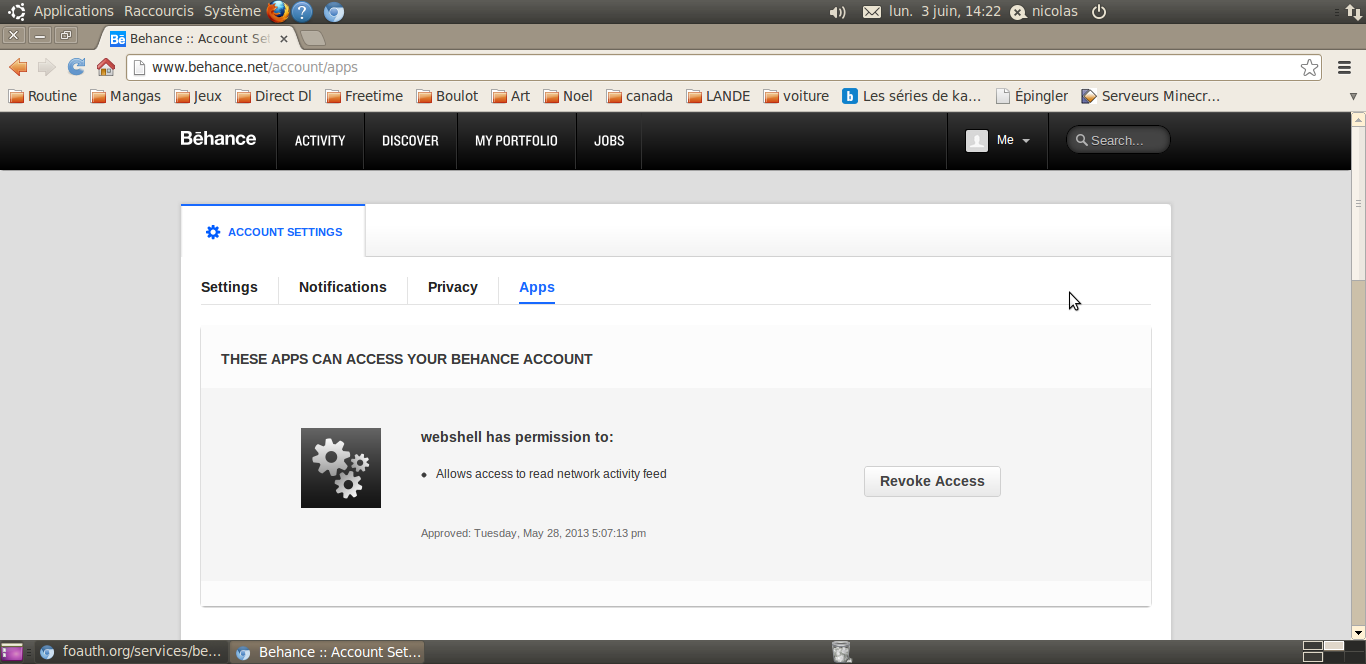 Applications Raccourcis Système lun. 3 juin, 14:22 nicolas
Behance :: Account Set
www.behance.net/account/apps
Routine Mangas Jeux Direct Dl Freetime Boulot Art Noel canada LANDE voiture Les séries de ka... Épingler Serveurs Minecr...
Bēhance ACTIVITY DISCOVER MY PORTFOLIO JOBS Me Search...
ACCOUNT SETTINGS
Settings Notifications Privacy Apps
THESE APPS CAN ACCESS YOUR BEHANCE ACCOUNT
webshell has permission to:
• Allows access to read network activity feed
Revoke Access
Approved: Tuesday, May 28, 2013 5:07:13 pm
foauth.org/services/be... Behance :: Account Set...